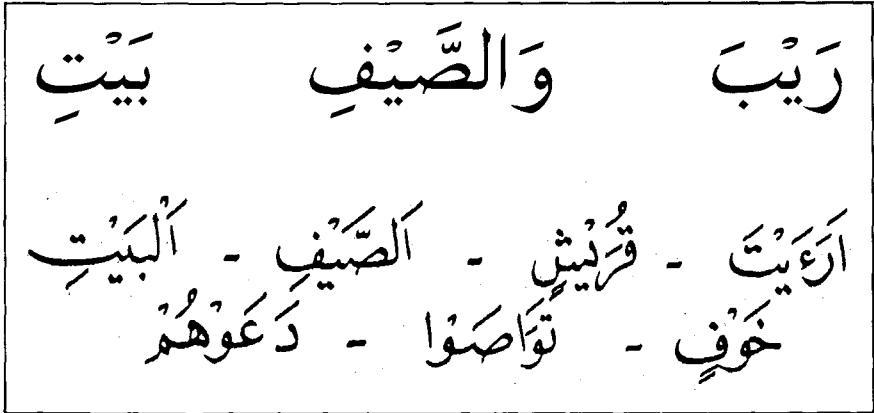 رَيْبَ وَالصَّيْفِ بَيْتِ
اَرَءَيْتَ - قُرَيْشٍ - اَلصَّيْفِ - اَلْبَيْتِ
خَوْفٍ - تَوَاصَوْا - دَعَوْهُمْ